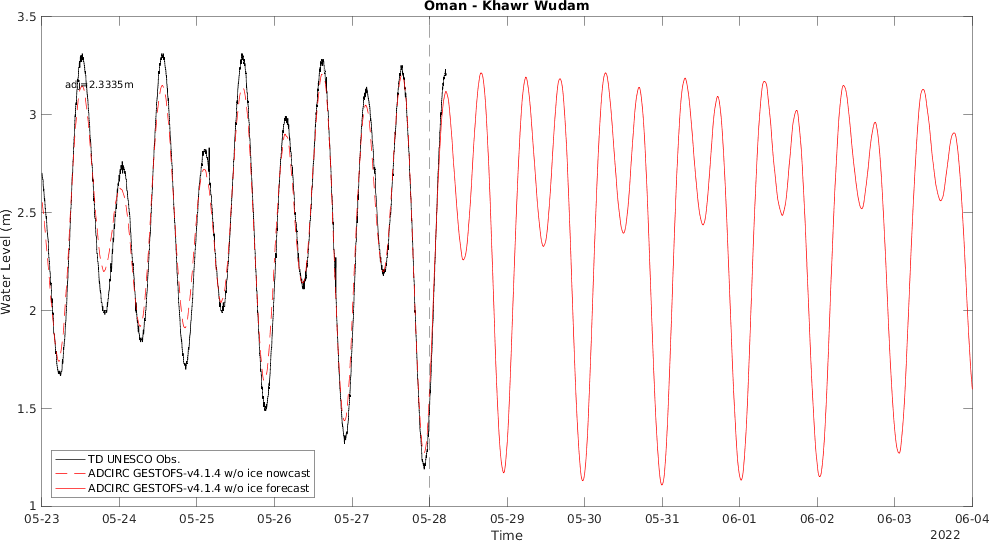 Oman - Khawr Wudam
3.5
3
2.5
2
1.5
1
Water Level (m)
adj=2.3335m
TD UNESCO Obs.
ADCIRC GESTOFS-v4.1.4 w/o ice nowcast
ADCIRC GESTOFS-v4.1.4 w/o ice forecast
05-23 05-24 05-25 05-26 05-27 05-28 05-29 05-30 05-31 06-01 06-02 06-03 06-04
Time
2022